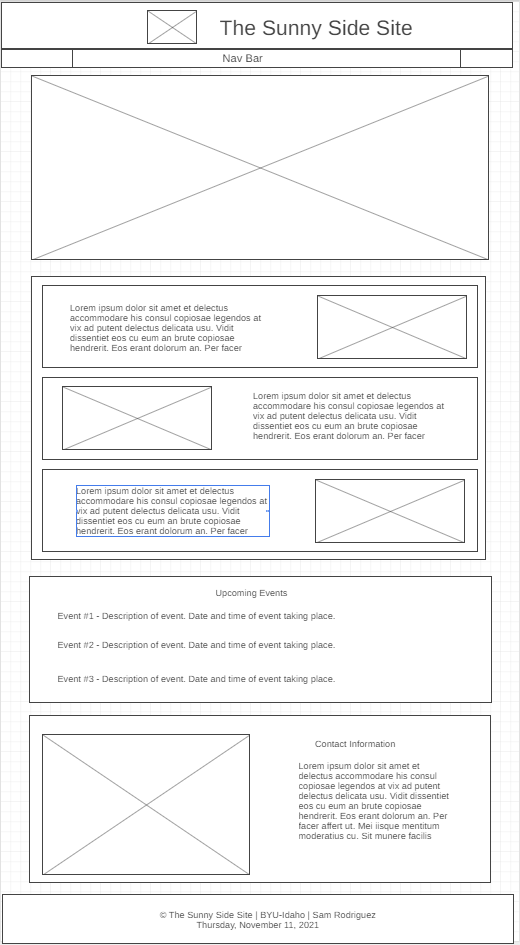 The Sunny Side Site
Nav Bar
Lorem ipsum dolor sit amet et delectus
accommodare his consul copiosae legendos at
vix ad putent delectus delicata usu. Vidit
dissentiet eos cu eum an brute copiosae
hendrerit. Eos erant dolorum an. Per facer
Lorem ipsum dolor sit amet et delectus
accommodare his consul copiosae legendos at
vix ad putent delectus delicata usu. Vidit
dissentiet eos cu eum an brute copiosae
hendrerit. Eos erant dolorum an. Per facer
Lorem ipsum dolor sit amet et delectus
accommodare his consul copiosae legendos at
vix ad putent delectus delicata usu. Vidit
dissentiet eos cu eum an brute copiosae
hendrerit. Eos erant dolorum an. Per facer
Upcoming Events
Event #1 - Description of event. Date and time of event taking place.
Event #2 - Description of event. Date and time of event taking place.
Event #3 - Description of event. Date and time of event taking place.
Contact Information
Lorem ipsum dolor sit amet et
delectus accommodare his consul
copiosae legendos at vix ad putent
delectus delicata usu. Vidit dissentiet
eos cu eum an brute copiosae
hendrerit. Eos erant dolorum an. Per
facer affert ut. Mei iisque mentitum
moderatius cu. Sit munere facilis
© The Sunny Side Site | BYU-Idaho | Sam Rodriguez
Thursday, November 11, 2021